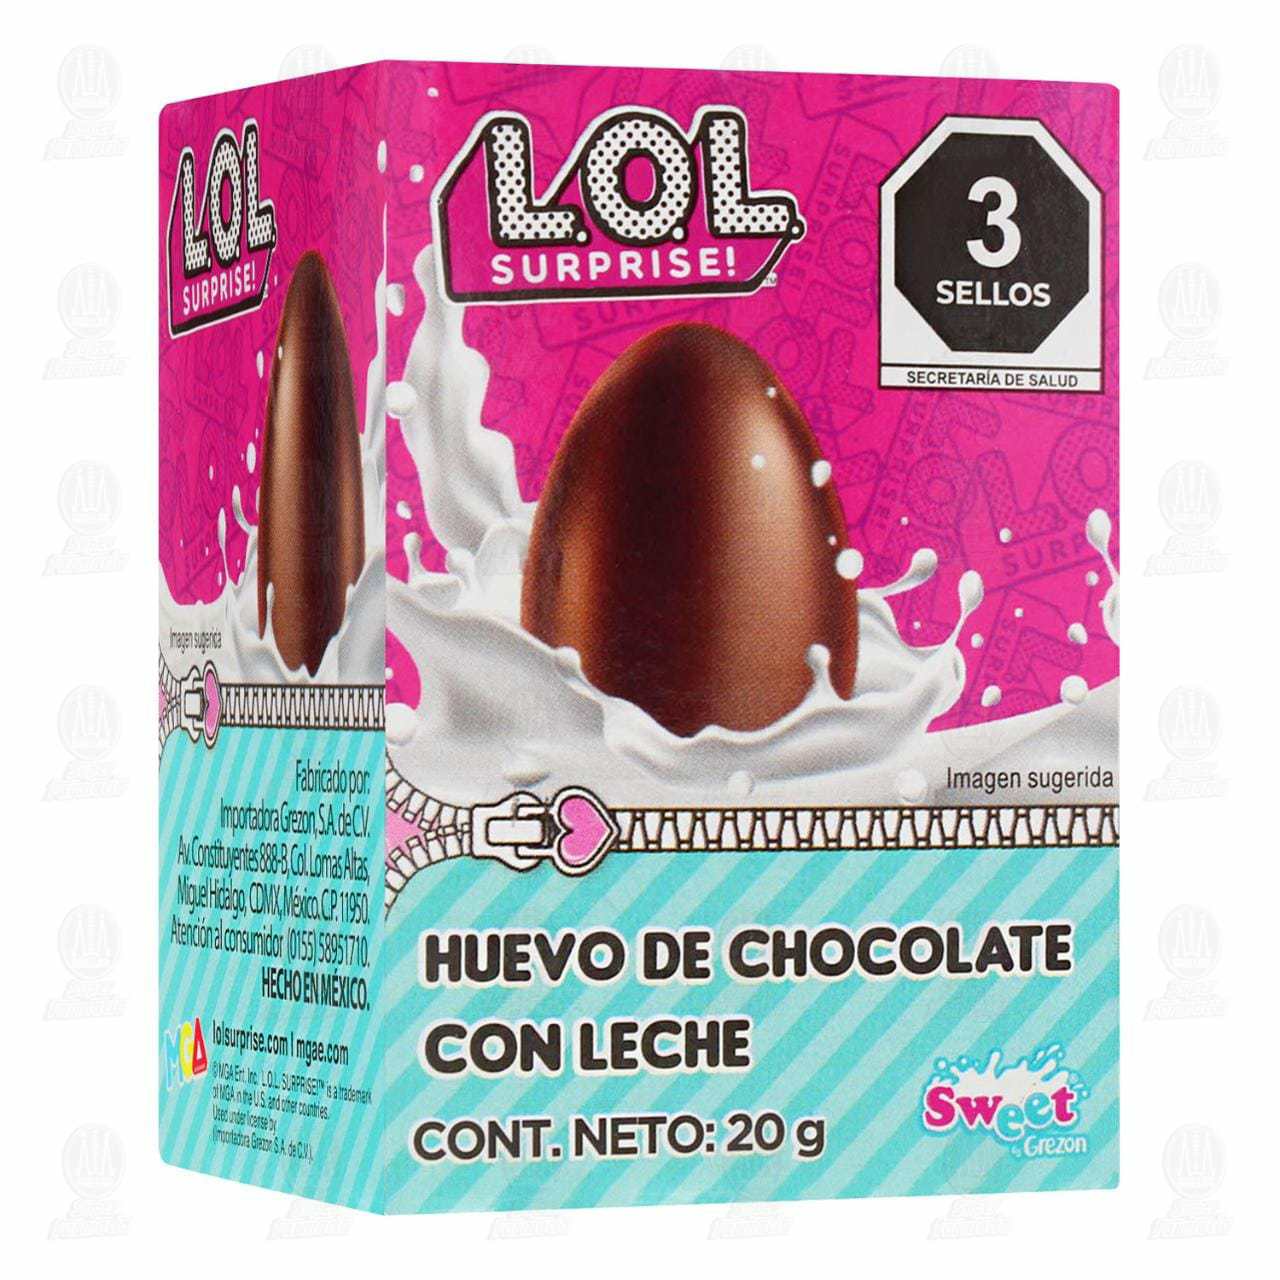 L.O.L.
SURPRISE!
Imagen sugerida
Fabricado por:
Importadora Grezon, S.A. de C.V.
Av. Constituyentes 888-B, Col. Lomas Altas,
Miguel Hidalgo, CDMX, México. C.P. 11950.
Atención al consumidor (0155) 58951710.
HECHO EN MÉXICO.
MGA
lolsurprise.com | mgae.com
©MGA Ent, Inc. L.O.L. SURPRISE!™ is a trademark
of MGA in the U.S. and other countries.
Used under license by
(Importadora Grezon S.A. de C.V.).
L.O.L.
SURPRISE!™
3
SELLOS
SECRETARÍA DE SALUD
Imagen sugerida
HUEVO DE CHOCOLATE
CON LECHE
CONT. NETO: 20 g
Sweet
by Grezon